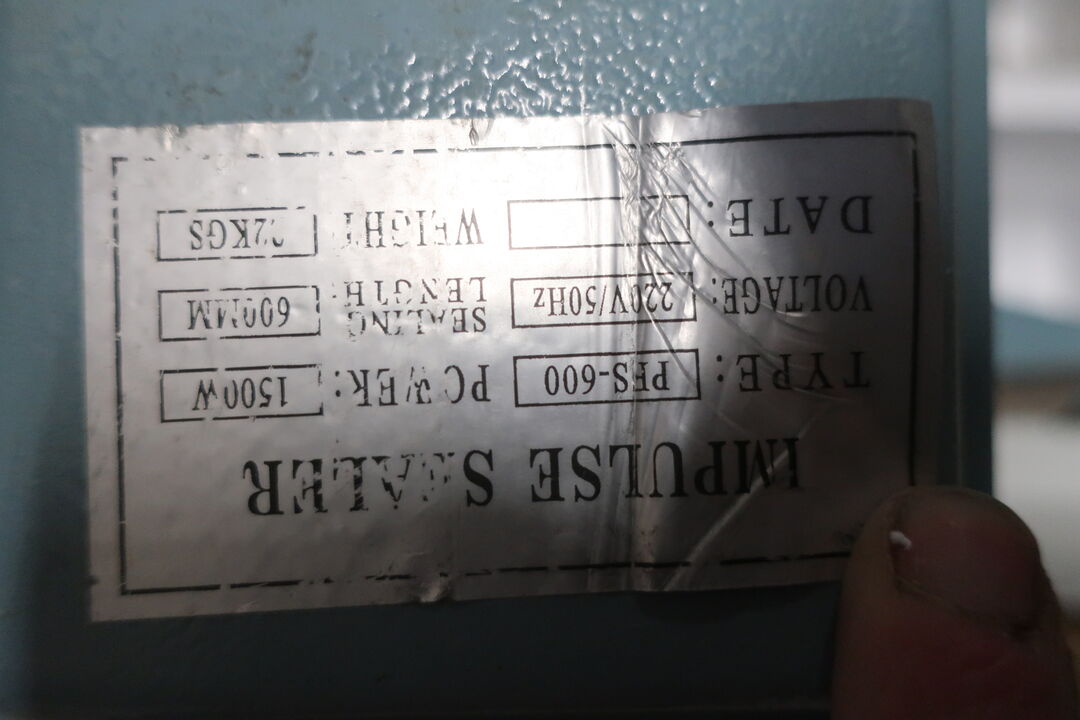 IMPULSE SEALER
TYPE: PFS-600 POWER: 1500W
VOLTAGE: 220V/50Hz SEALING LENGTH: 600MM
DATE: WEIGHT